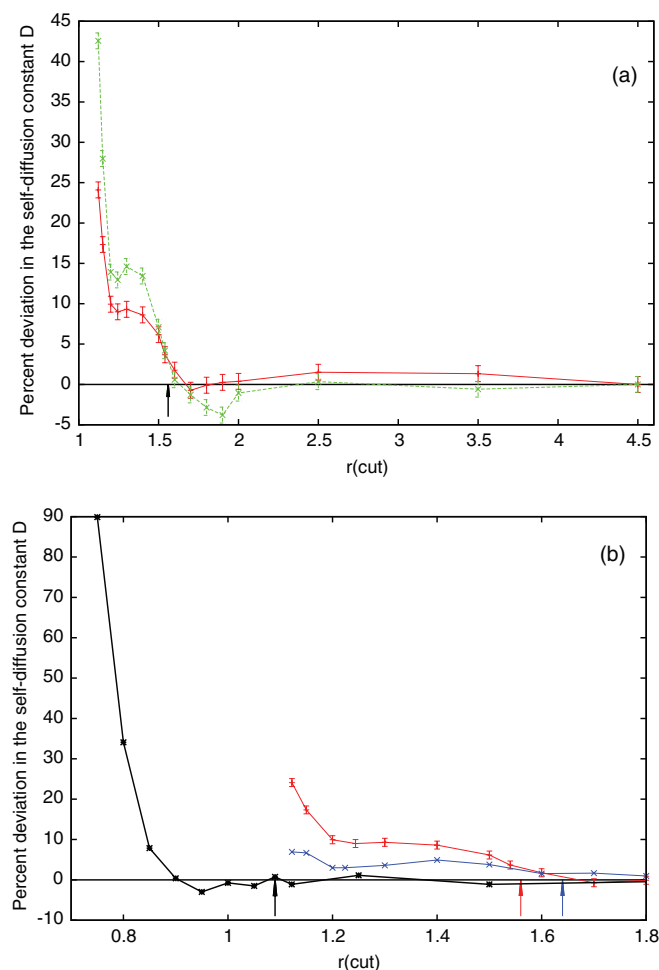 45
40
35
30
25
20
15
10
5
0
-5
Percent deviation in the self-diffusion constant D
(a)
1 1.5 2 2.5 3 3.5 4 4.5
r(cut)
90
80
70
60
50
40
30
20
10
0
-10
Percent deviation in the self-diffusion constant D
(b)
0.8 1 1.2 1.4 1.6 1.8
r(cut)